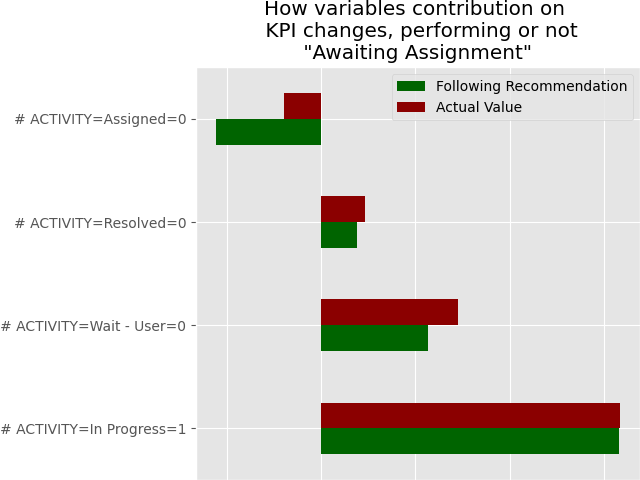 How variables contribution on
KPI changes, performing or not
"Awaiting Assignment"
Following Recommendation
Actual Value
# ACTIVITY=Assigned=0
# ACTIVITY=Resolved=0
# ACTIVITY=Wait - User=0
# ACTIVITY=In Progress=1